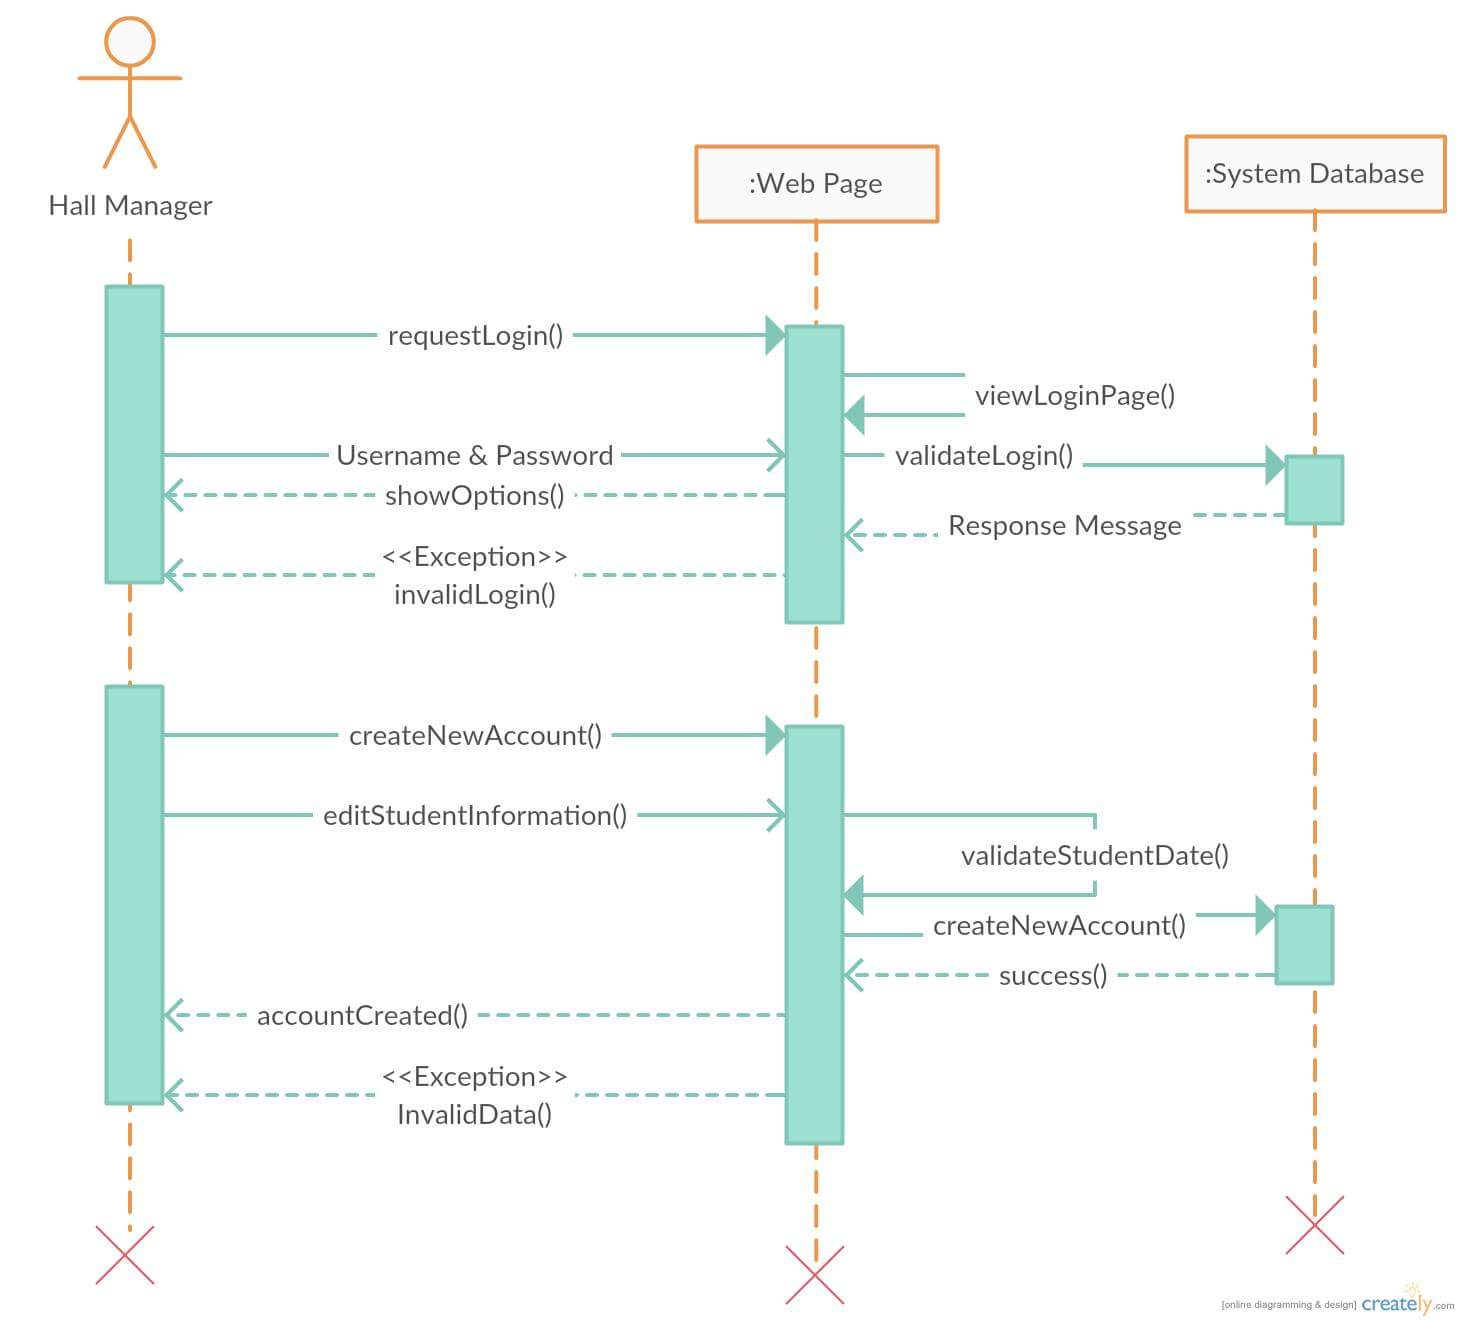 Hall Manager
:Web Page
:System Database
requestLogin()
viewLoginPage()
Username & Password
validateLogin()
showOptions()
Response Message
<<Exception>>
invalidLogin()
createNewAccount()
editStudentInformation()
validateStudentDate()
createNewAccount()
success()
accountCreated()
<<Exception>>
InvalidData()
[online diagramming & design] creately.com